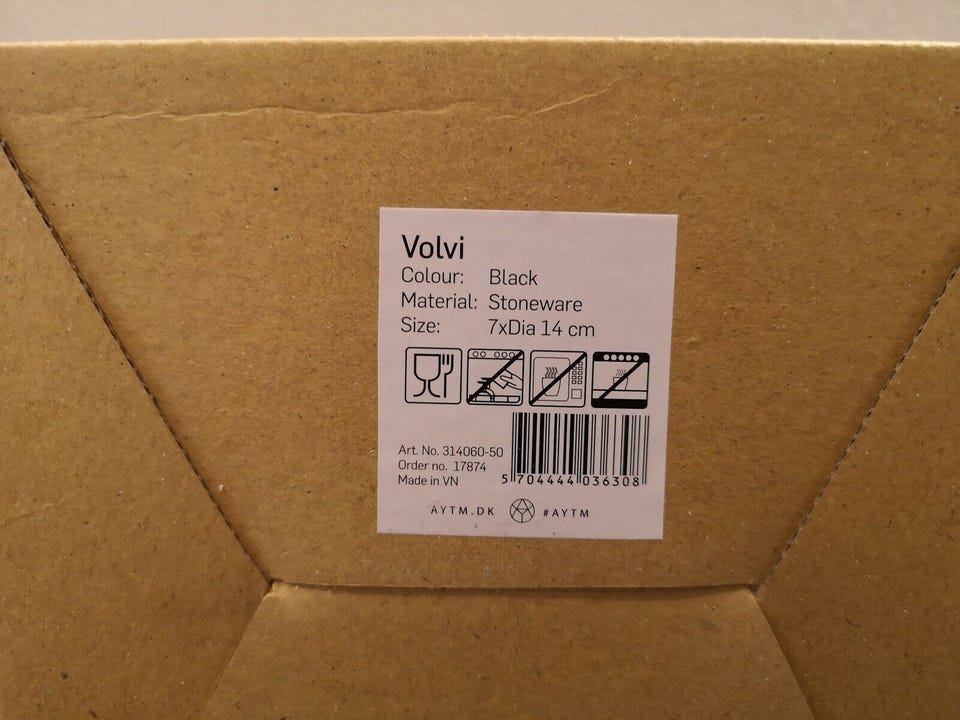 Volvi
Colour: Black
Material: Stoneware
Size: 7xDia 14 cm
Art. No. 314060-50
Order no. 17874
Made in VN
5 704444 036308
AYTM.DK #AYTM